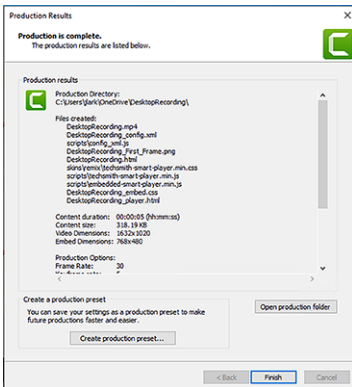 Production Results
Production is complete.
The production results are listed below.
Production results
Production Directory:
C:\Users\jlark\OneDrive\DesktopRecording\
Files created:
DesktopRecording.mp4
DesktopRecording_config.xml
scripts\config_xml.js
DesktopRecording_First_Frame.png
DesktopRecording.html
skins\remix\techsmith-smart-player.min.css
scripts\techsmith-smart-player.min.js
scripts\embedded-smart-player.min.js
DesktopRecording_embed.css
DesktopRecording_player.html
Content duration: 00:00:05 (hh:mm:ss)
Content size: 318.19 KB
Video Dimensions: 1632x1020
Embed Dimensions: 768x480
Production Options:
Frame Rate: 30
Create a production preset
You can save your settings as a production preset to make
future productions faster and easier.
Create production preset...
Open production folder
< Back
Finish
Cancel